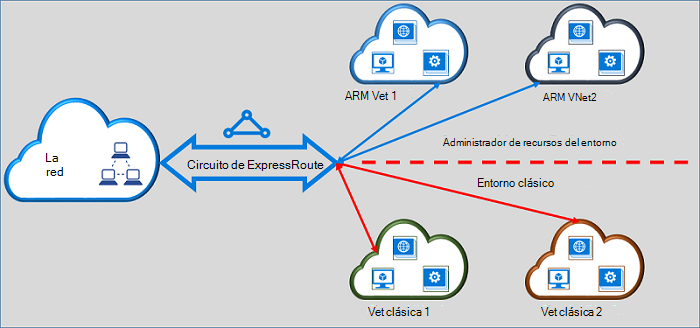 ARM Vet 1
ARM VNet2
La
red
Circuito de ExpressRoute
Administrador de recursos del entorno
Entorno clásico
Vet clásica 1
Vet clásica 2